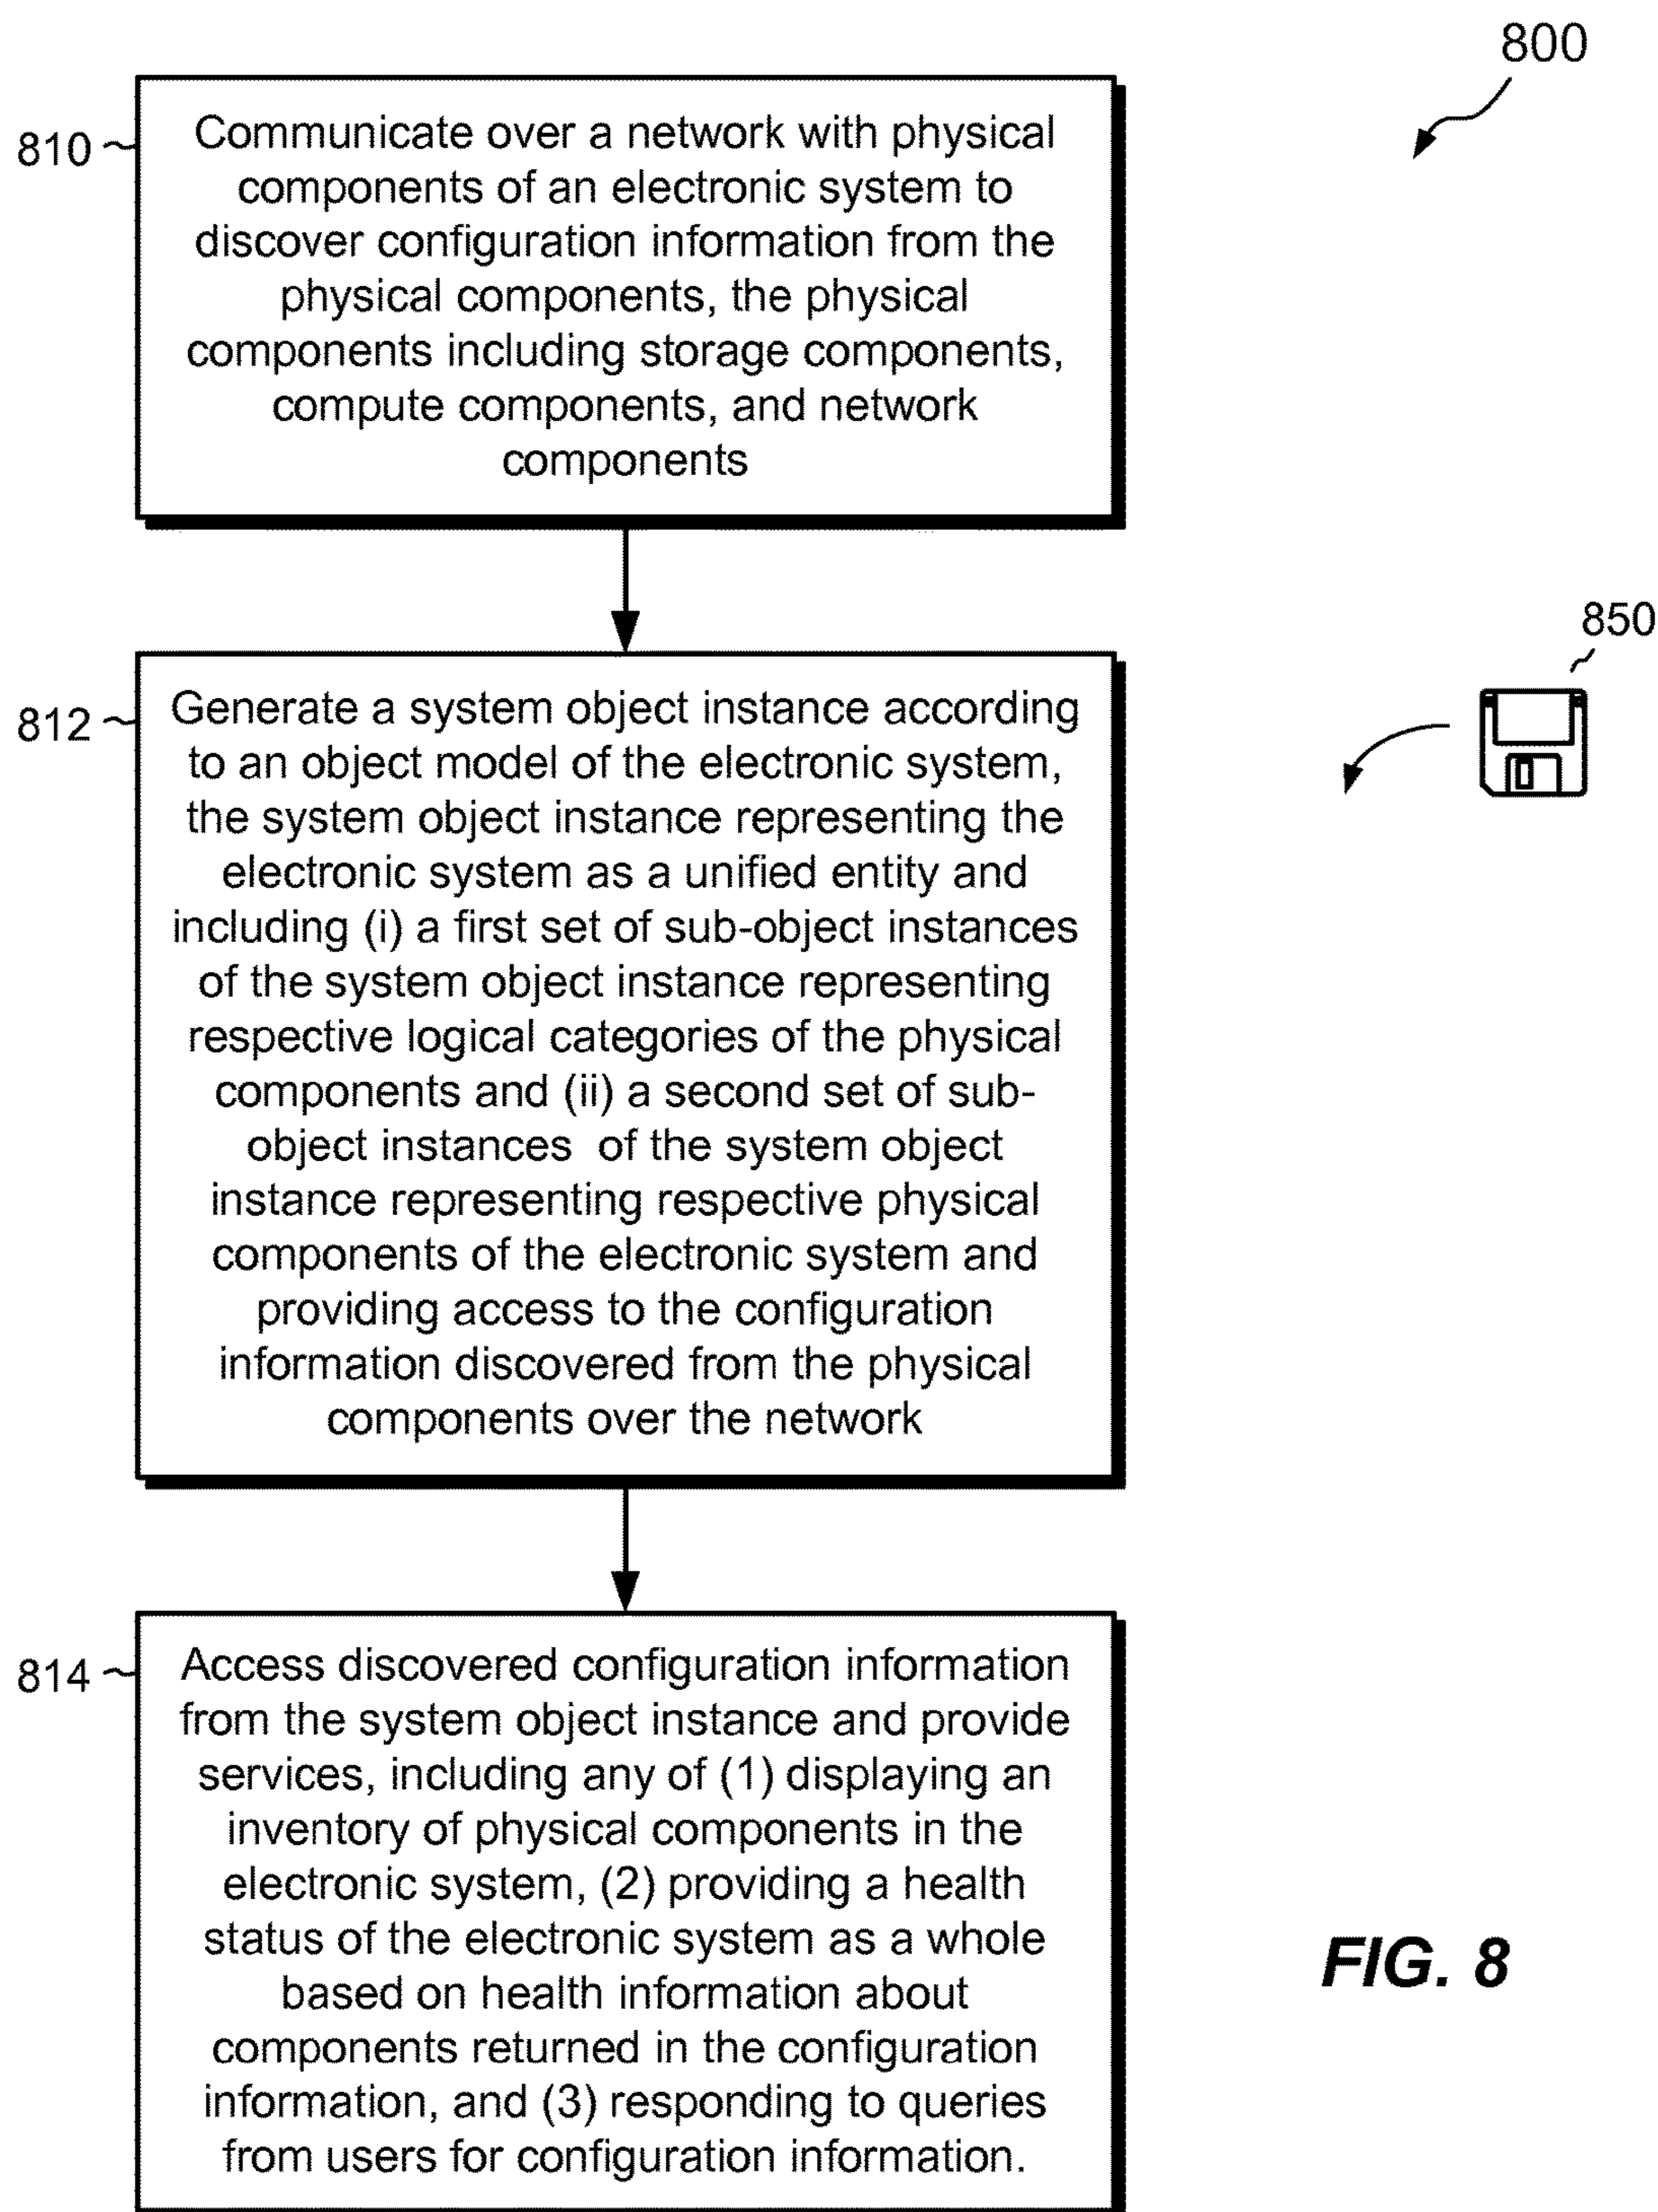 800
810
Communicate over a network with physical
components of an electronic system to
discover configuration information from the
physical components, the physical
components including storage components,
compute components, and network
components
850
812
Generate a system object instance according
to an object model of the electronic system,
the system object instance representing the
electronic system as a unified entity and
including (i) a first set of sub-object instances
of the system object instance representing
respective logical categories of the physical
components and (ii) a second set of sub-
object instances of the system object
instance representing respective physical
components of the electronic system and
providing access to the configuration
information discovered from the physical
components over the network
814
Access discovered configuration information
from the system object instance and provide
services, including any of (1) displaying an
inventory of physical components in the
electronic system, (2) providing a health
status of the electronic system as a whole
based on health information about
components returned in the configuration
information, and (3) responding to queries
from users for configuration information.
FIG. 8